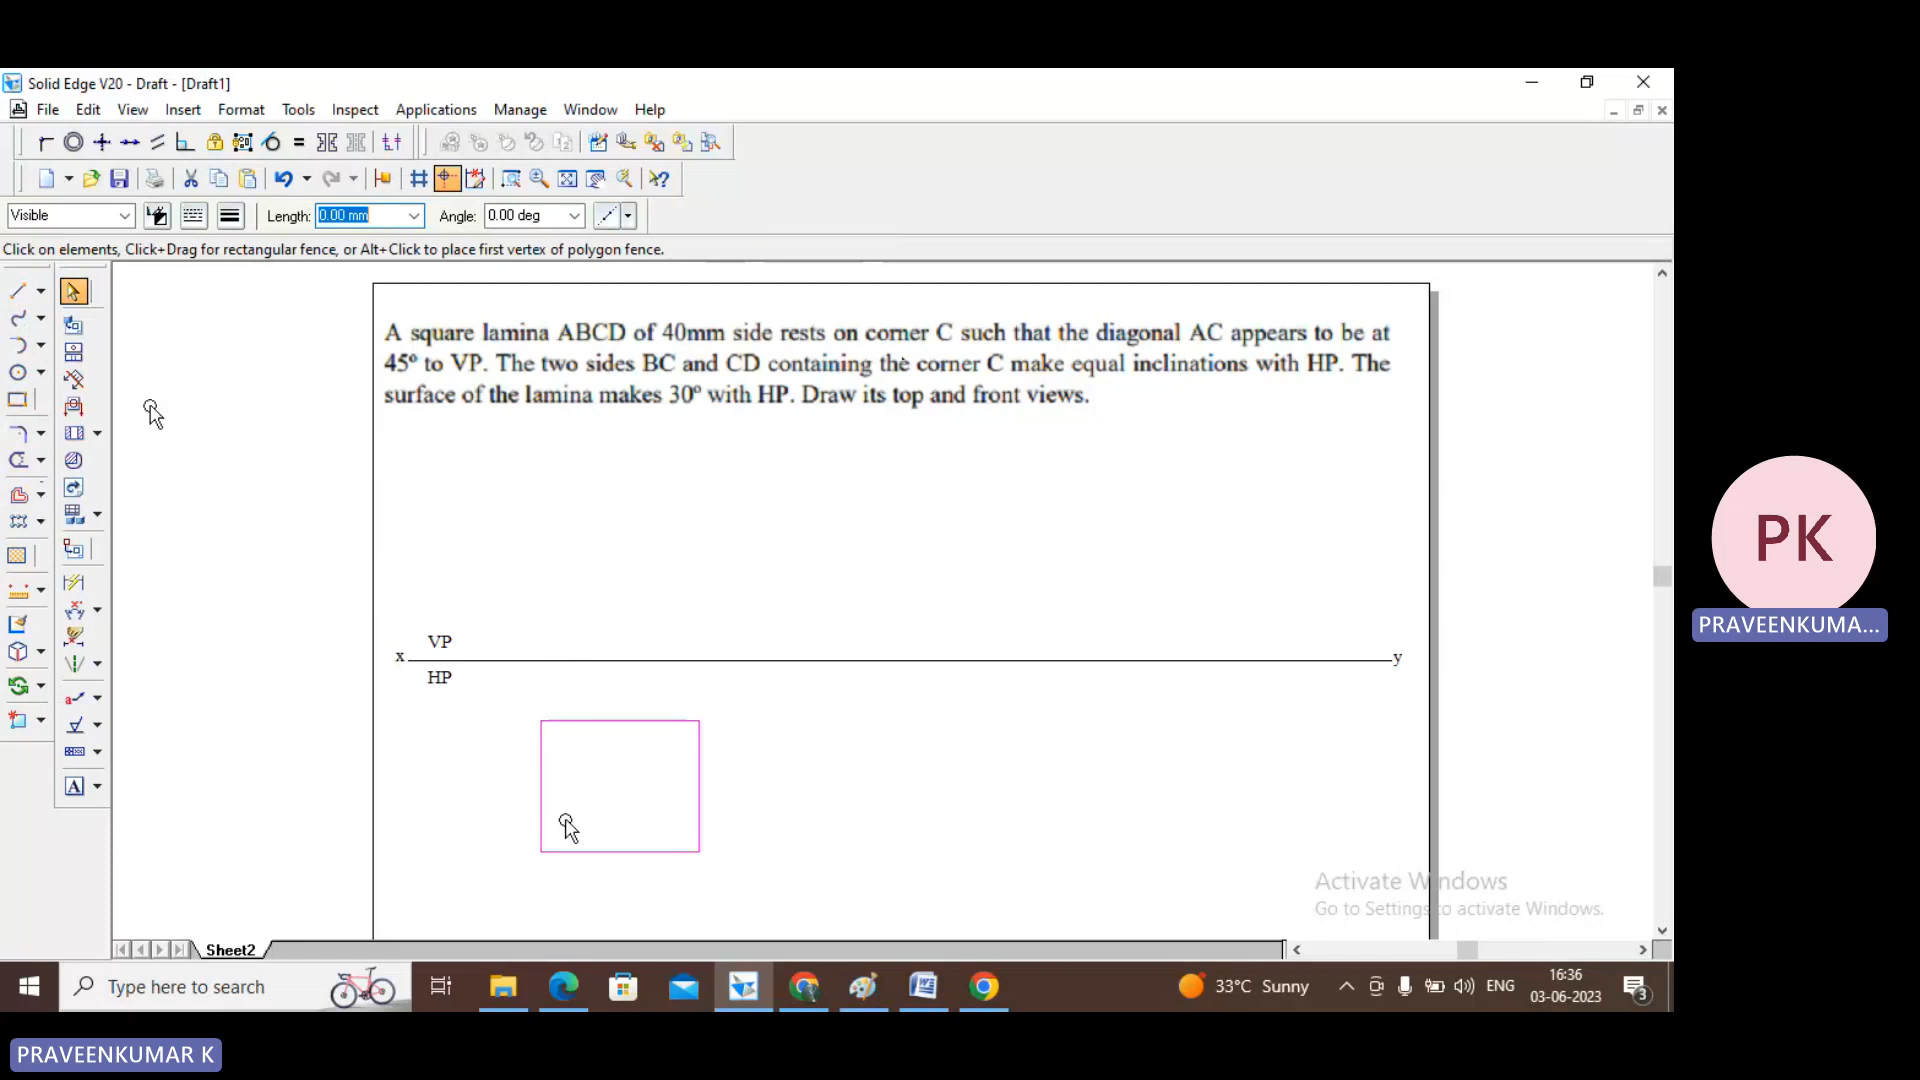 Solid Edge V20 - Draft - [Draft1]
File Edit View Insert Format Tools Inspect Applications Manage Window Help
Visible Length: 0.00 mm Angle: 0.00 deg
Click on elements, Click+Drag for rectangular fence, or Alt+Click to place first vertex of polygon fence.
A square lamina ABCD of 40mm side rests on corner C such that the diagonal AC appears to be at
45º to VP. The two sides BC and CD containing the corner C make equal inclinations with HP. The
surface of the lamina makes 30º with HP. Draw its top and front views.
PK
PRAVEENKUMA...
VP
x y
HP
Activate Windows
Go to Settings to activate Windows.
Sheet2
Type here to search
33°C Sunny
ENG
16:36
03-06-2023
3
PRAVEENKUMAR K